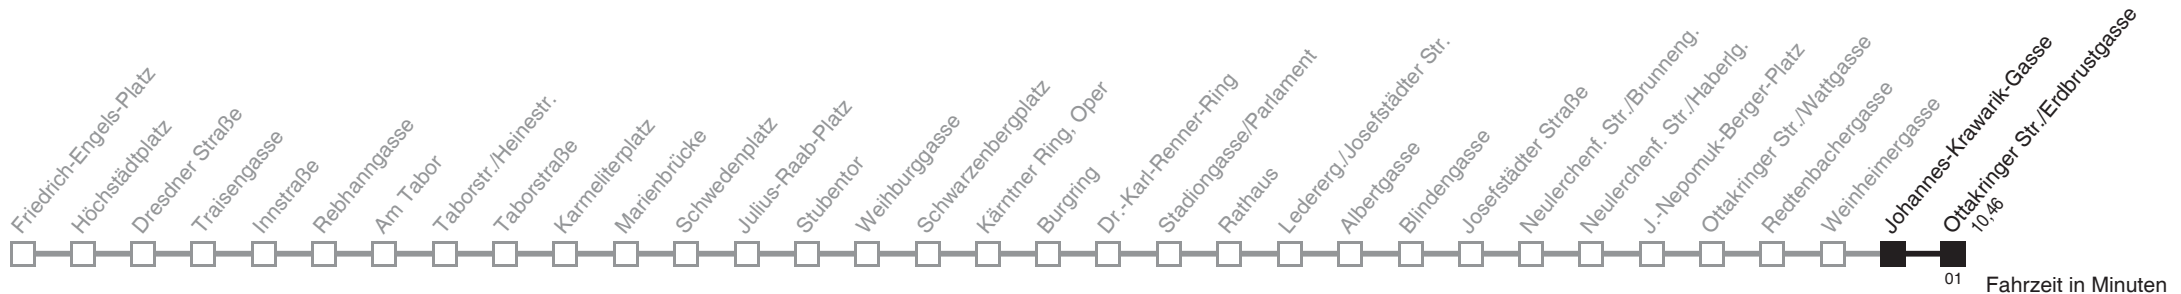 Friedrich-Engels-Platz
Höchstädtplatz
Dresdner Straße
Traisengasse
Innstraße
Rebhanngasse
Am Tabor
Taborstr./Heinestr.
Taborstraße
Karmeliterplatz
Marienbrücke
Schwedenplatz
Julius-Raab-Platz
Stubentor
Weihburggasse
Schwarzenbergplatz
Kärntner Ring, Oper
Burgring
Dr.-Karl-Renner-Ring
Stadiongasse/Parlament
Rathaus
Ledererg./Josefstädter Str.
Albertgasse
Blindengasse
Josefstädter Straße
Neulerchenf. Str./Brunneng.
Neulerchenf. Str./Haberlg.
J.-Nepomuk-Berger-Platz
Ottakringer Str./Wattgasse
Redtenbachergasse
Weinheimergasse
Johannes-Krawarik-Gasse
Ottakringer Str./Erdbrustgasse
10,46
01
Fahrzeit in Minuten